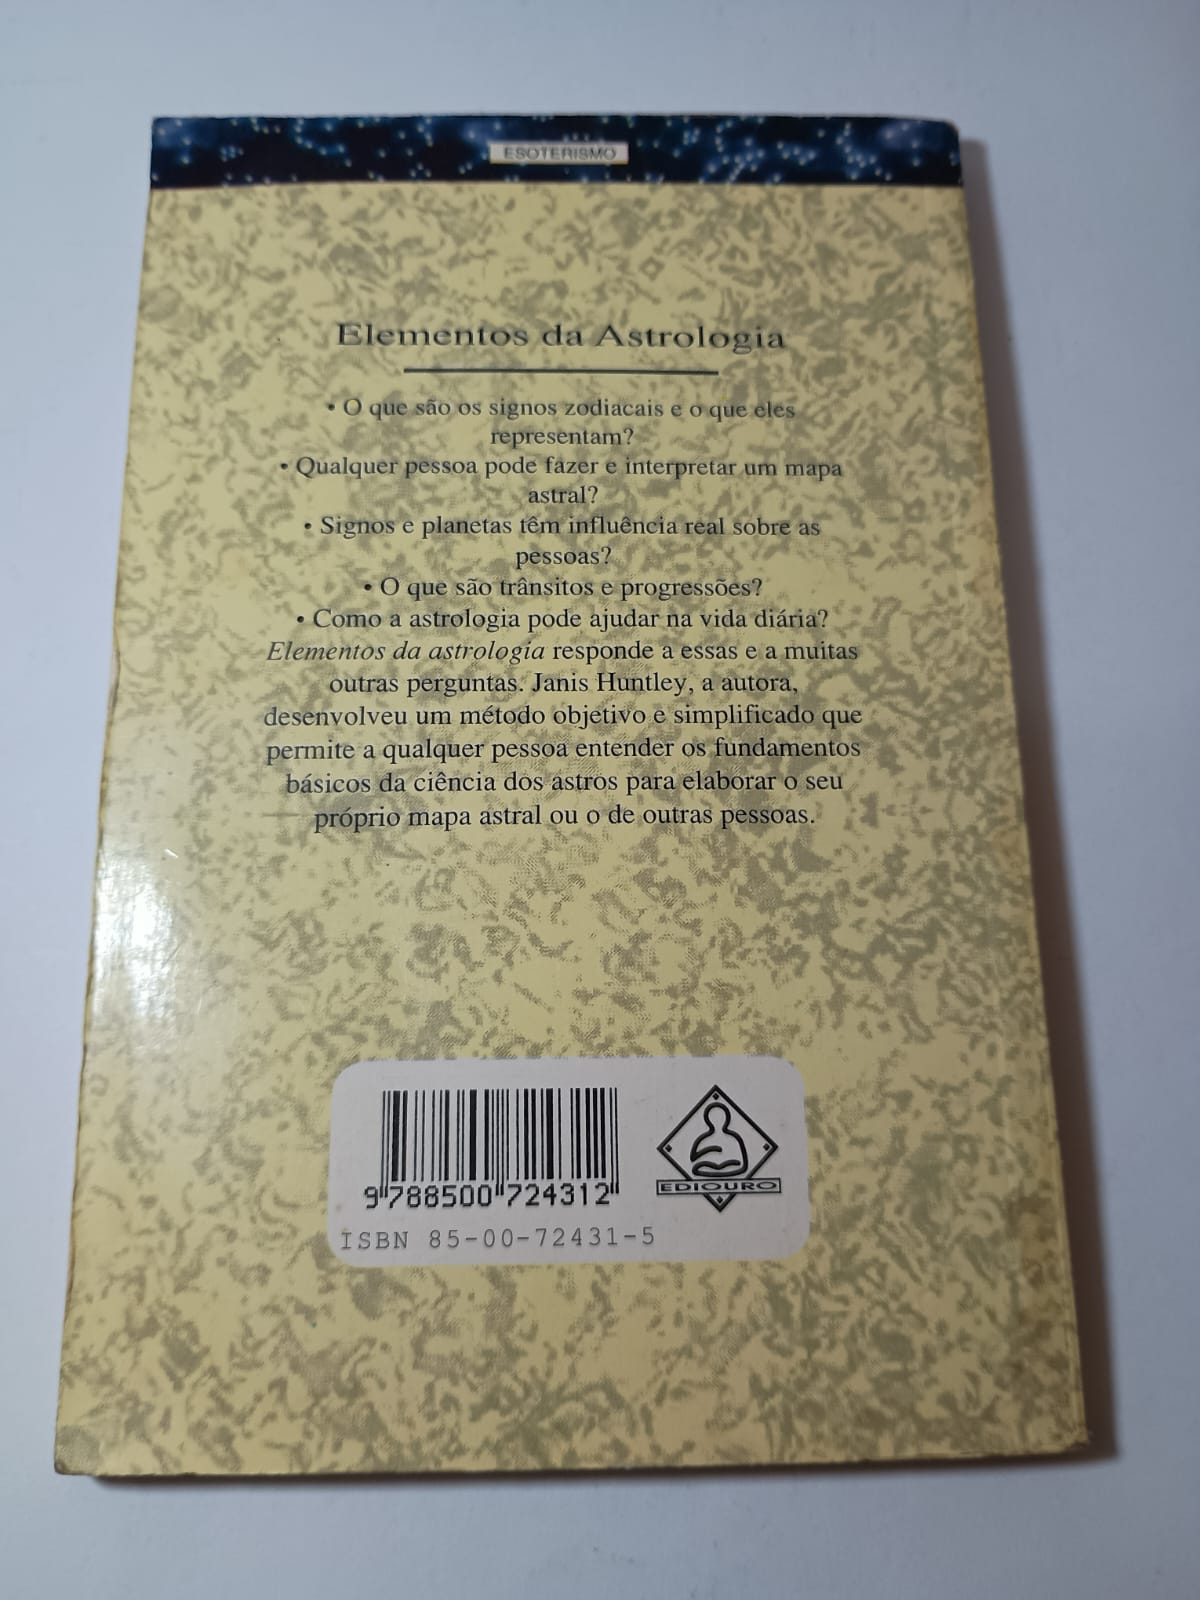 ESOTERISMO
Elementos da Astrologia
• O que são os signos zodiacais e o que eles
representam?
• Qualquer pessoa pode fazer e interpretar um mapa
astral?
• Signos e planetas têm influência real sobre as
pessoas?
• O que são trânsitos e progressões?
• Como a astrologia pode ajudar na vida diária?
Elementos da astrologia responde a essas e a muitas
outras perguntas. Janis Huntley, a autora,
desenvolveu um método objetivo e simplificado que
permite a qualquer pessoa entender os fundamentos
básicos da ciência dos astros para elaborar o seu
próprio mapa astral ou o de outras pessoas.
9 788500 724312
EDIOURO
ISBN 85-00-72431-5